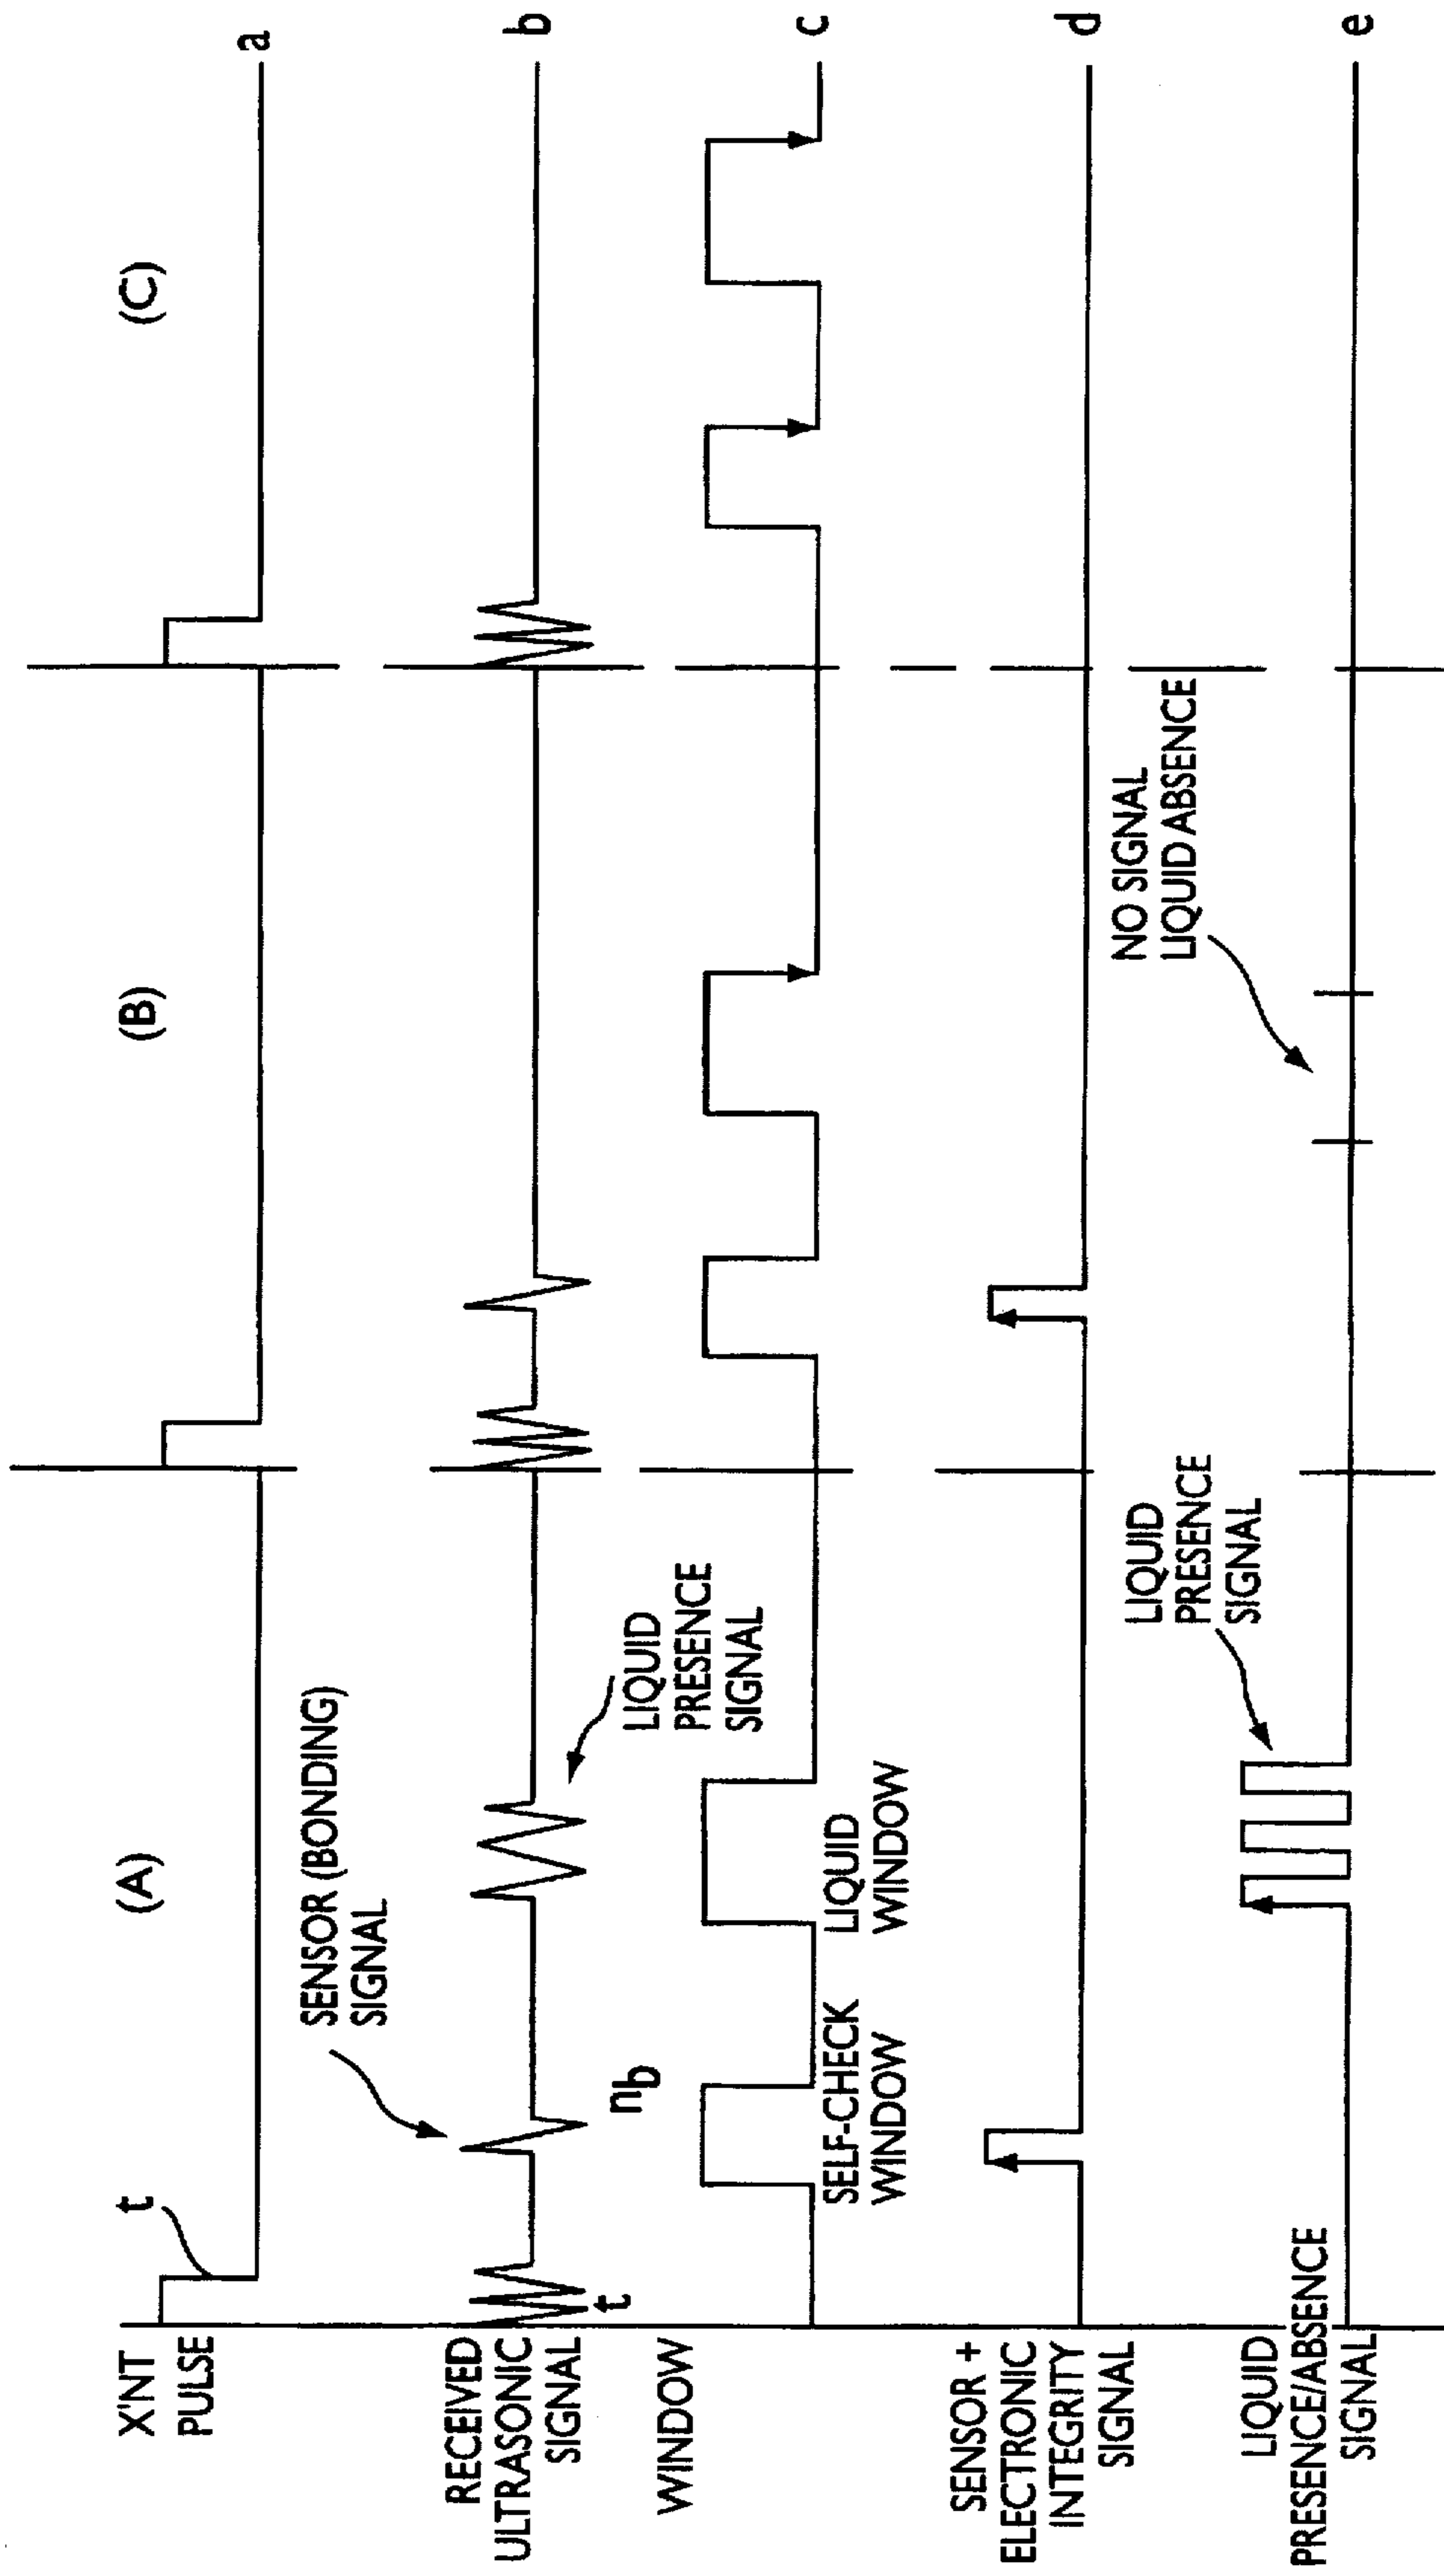 (A)
(B)
(C)
X'NT
PULSE
t
a
SENSOR (BONDING)
SIGNAL
RECEIVED
ULTRASONIC
SIGNAL
t
nb
LIQUID
PRESENCE
SIGNAL
b
WINDOW
SELF-CHECK
WINDOW
LIQUID
WINDOW
c
SENSOR +
ELECTRONIC
INTEGRITY
SIGNAL
d
LIQUID
PRESENCE
SIGNAL
NO SIGNAL
LIQUID ABSENCE
LIQUID
PRESENCE/ABSENCE
SIGNAL
e